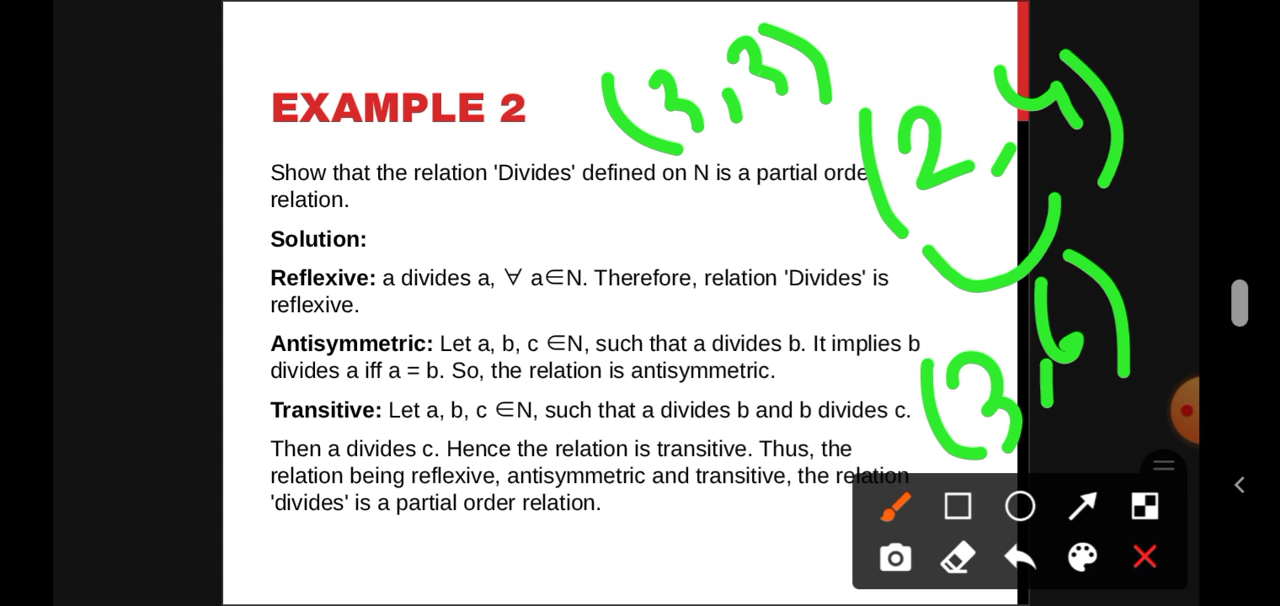 (3,3)
(2,4)
EXAMPLE 2
Show that the relation 'Divides' defined on N is a partial orde
relation.
Solution:
Reflexive: a divides a, ∀ a∈N. Therefore, relation 'Divides' is
reflexive.
Antisymmetric: Let a, b, c ∈N, such that a divides b. It implies b
divides a iff a = b. So, the relation is antisymmetric.
(3,6)
Transitive: Let a, b, c ∈N, such that a divides b and b divides c.
Then a divides c. Hence the relation is transitive. Thus, the
relation being reflexive, antisymmetric and transitive, the relation
'divides' is a partial order relation.